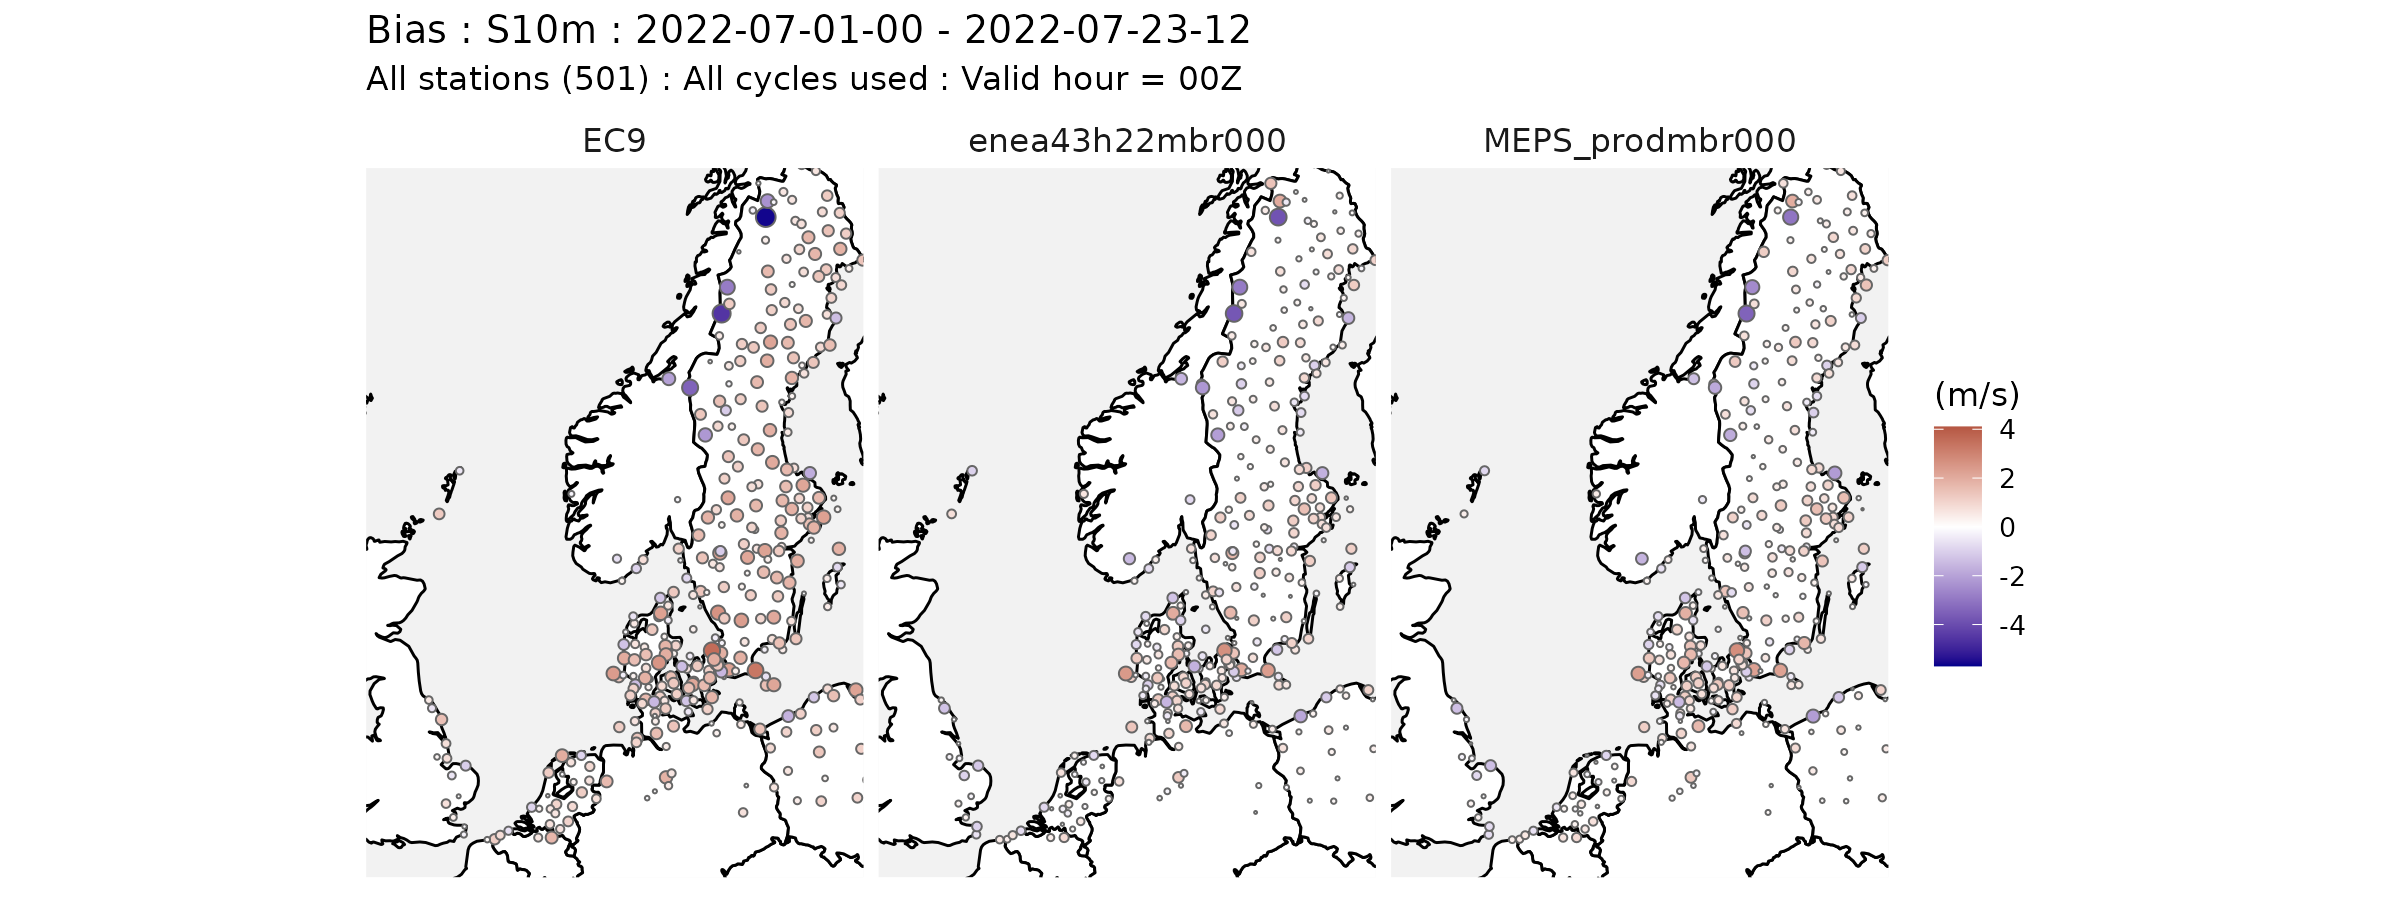 Bias : S10m : 2022-07-01-00 - 2022-07-23-12
All stations (501) : All cycles used : Valid hour = 00Z
EC9
enea43h22mbr000
MEPS_prodmbr000
(m/s)
4
2
0
-2
-4